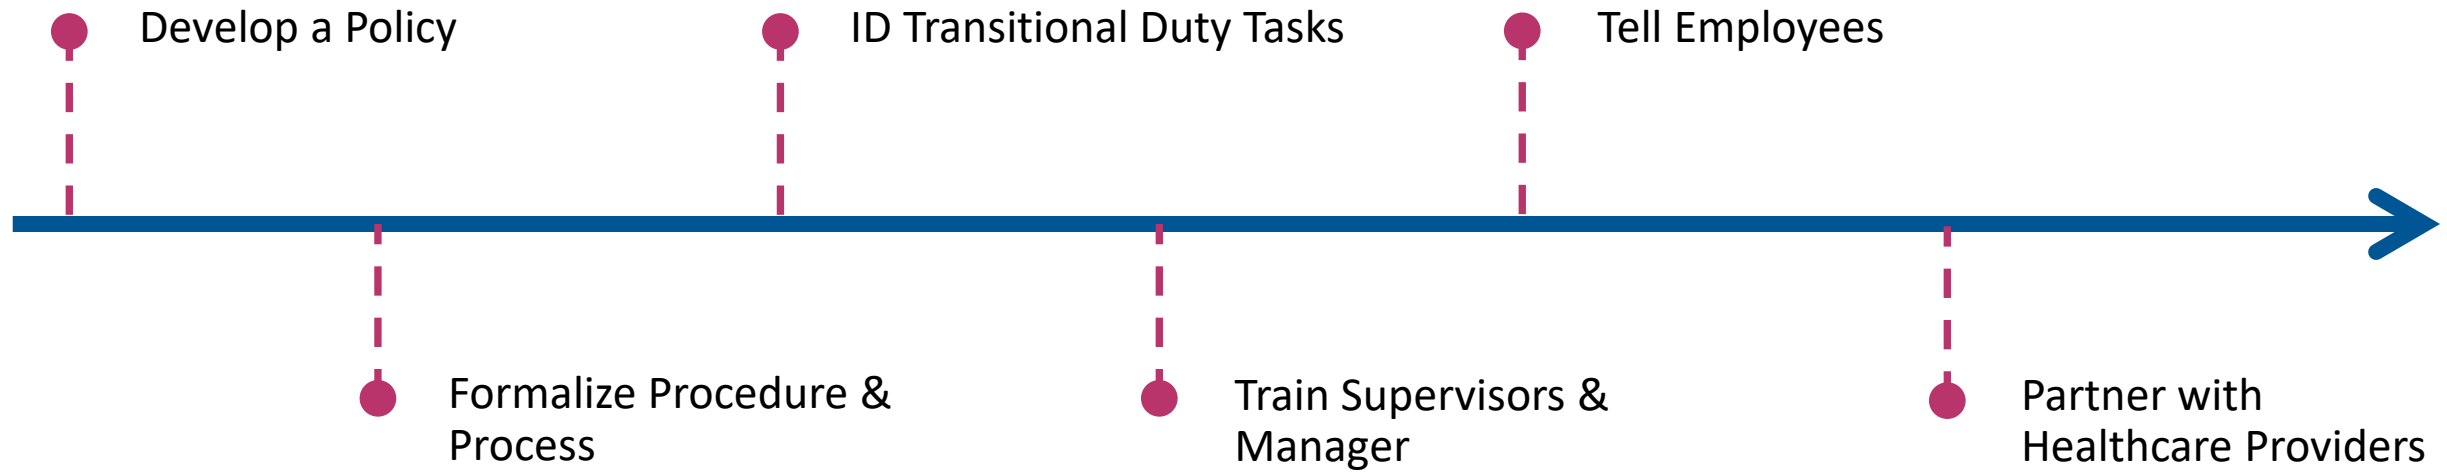 Develop a Policy
ID Transitional Duty Tasks
Tell Employees
Formalize Procedure &
Process
Train Supervisors &
Manager
Partner with
Healthcare Providers